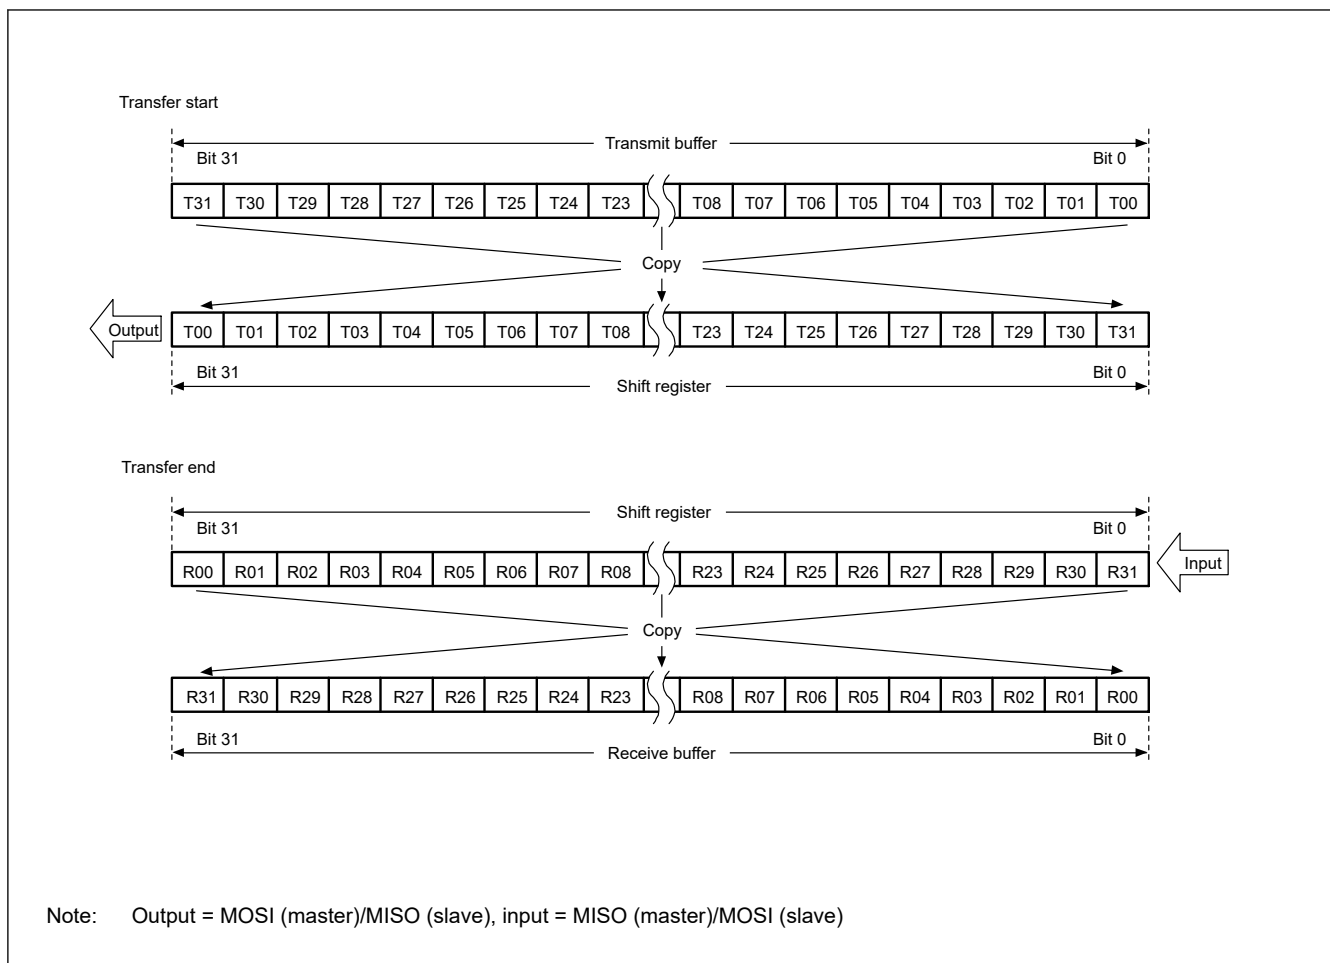 Transfer start
Transmit buffer
Bit 31 Bit 0
T31 T30 T29 T28 T27 T26 T25 T24 T23 T08 T07 T06 T05 T04 T03 T02 T01 T00
Copy
Output T00 T01 T02 T03 T04 T05 T06 T07 T08 T23 T24 T25 T26 T27 T28 T29 T30 T31
Bit 31 Bit 0
Shift register
Transfer end
Shift register
Bit 31 Bit 0
R00 R01 R02 R03 R04 R05 R06 R07 R08 R23 R24 R25 R26 R27 R28 R29 R30 R31 Input
Copy
R31 R30 R29 R28 R27 R26 R25 R24 R23 R08 R07 R06 R05 R04 R03 R02 R01 R00
Bit 31 Bit 0
Receive buffer
Note: Output = MOSI (master)/MISO (slave), input = MISO (master)/MOSI (slave)